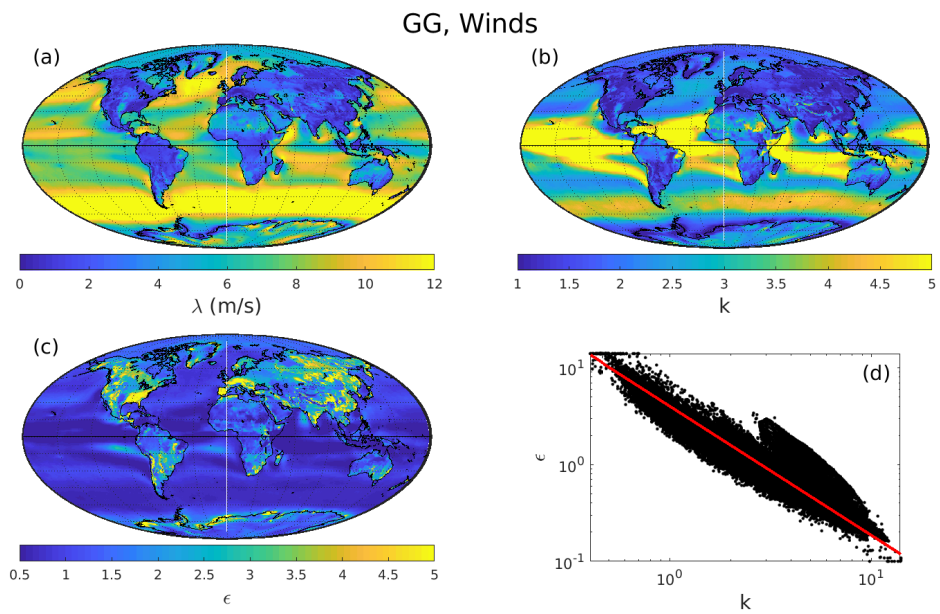 GG, Winds
(a)
(b)
0 2 4 6 8 10 12
λ (m/s)
1 1.5 2 2.5 3 3.5 4 4.5 5
k
(c)
0.5 1 1.5 2 2.5 3 3.5 4 4.5 5
ϵ
(d)
10¹
10⁰
10⁻¹
ϵ
10⁰ 10¹
k